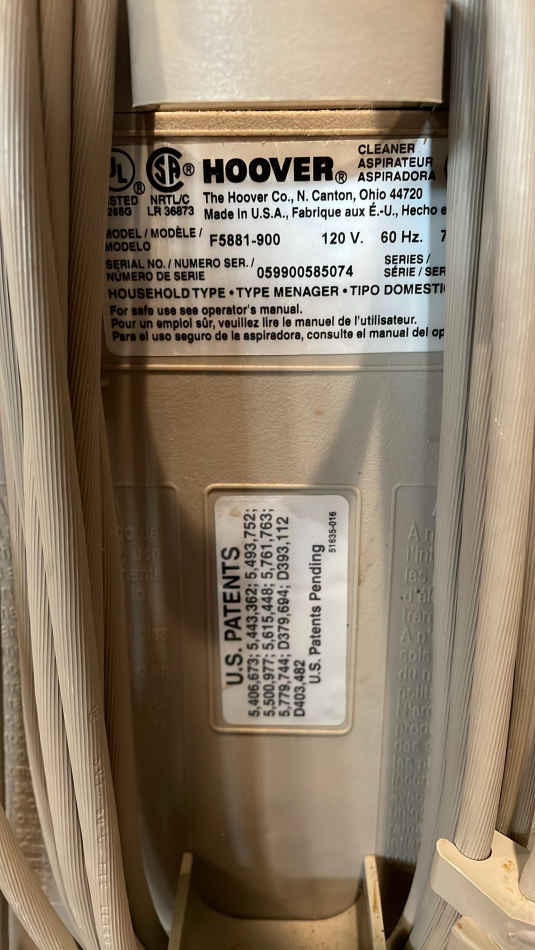 UL ® SA ® HOOVER®
CLEANER
ASPIRATEUR
ASPIRADORA
NRTL/C
LR 36873
The Hoover Co., N. Canton, Ohio 44720
Made in U.S.A., Fabrique aux É.-U., Hecho e
MODEL / MODÈLE /
MODELO
F5881-900 120 V. 60 Hz. 7
SERIAL NO. / NUMERO SER. /
NÚMERO DE SERIE
059900585074
SERIES /
SÉRIE / SER
HOUSEHOLD TYPE • TYPE MENAGER • TIPO DOMESTI
For safe use see operator's manual.
Pour un emploi sûr, veuillez lire le manuel de l'utilisateur.
Para el uso seguro de la aspiradora, consulte el manual del op
U.S. PATENTS
5,406,673; 5,443,362; 5,493,752;
5,500,977; 5,615,448; 5,761,763;
5,779,744; D379,694; D393,112
D403,482
U.S. Patents Pending
51635-016